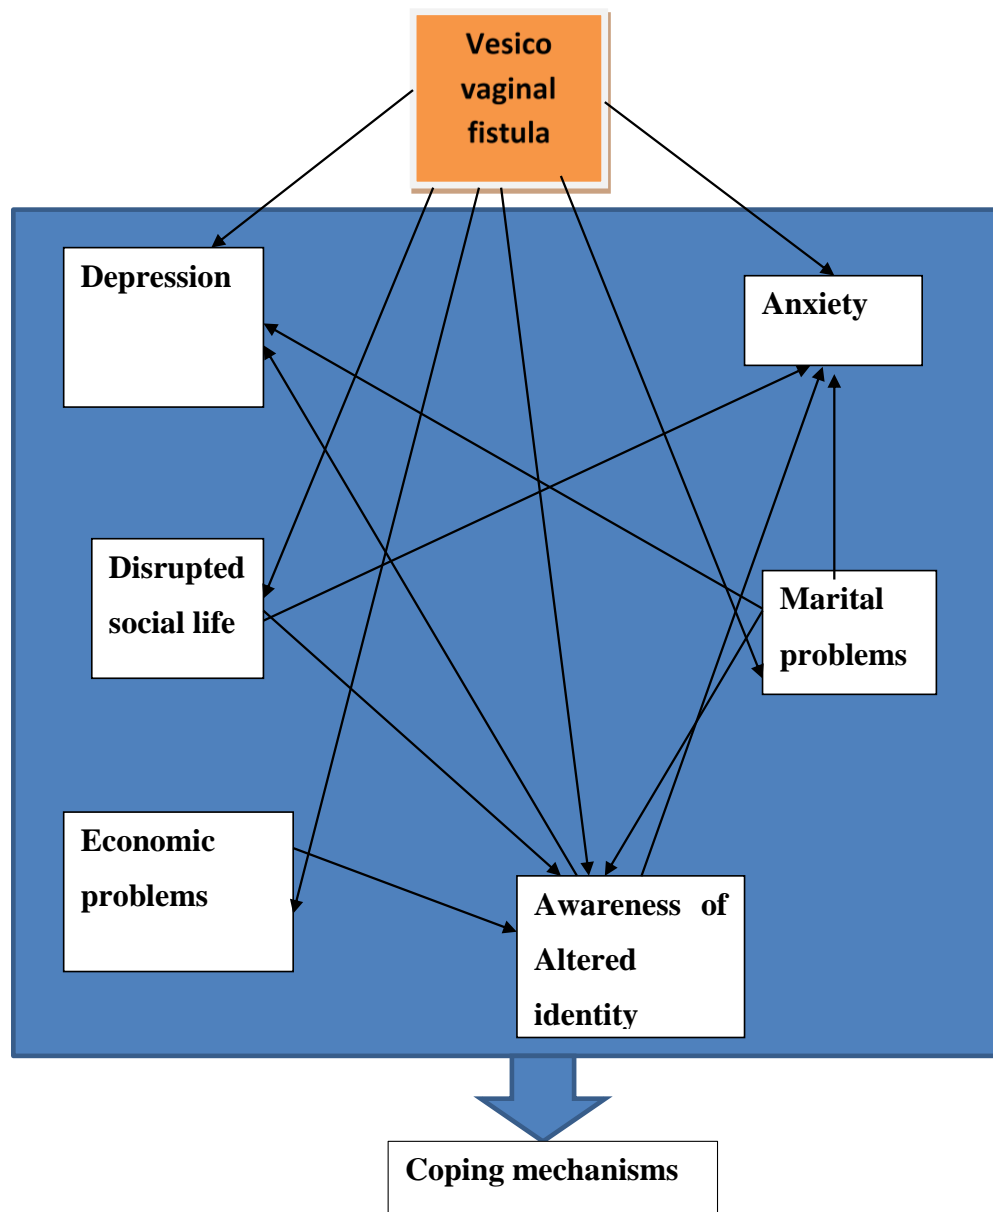 Vesico
vaginal
fistula
Depression
Anxiety
Disrupted
social life
Marital
problems
Economic
problems
Awareness of
Altered
identity
Coping mechanisms